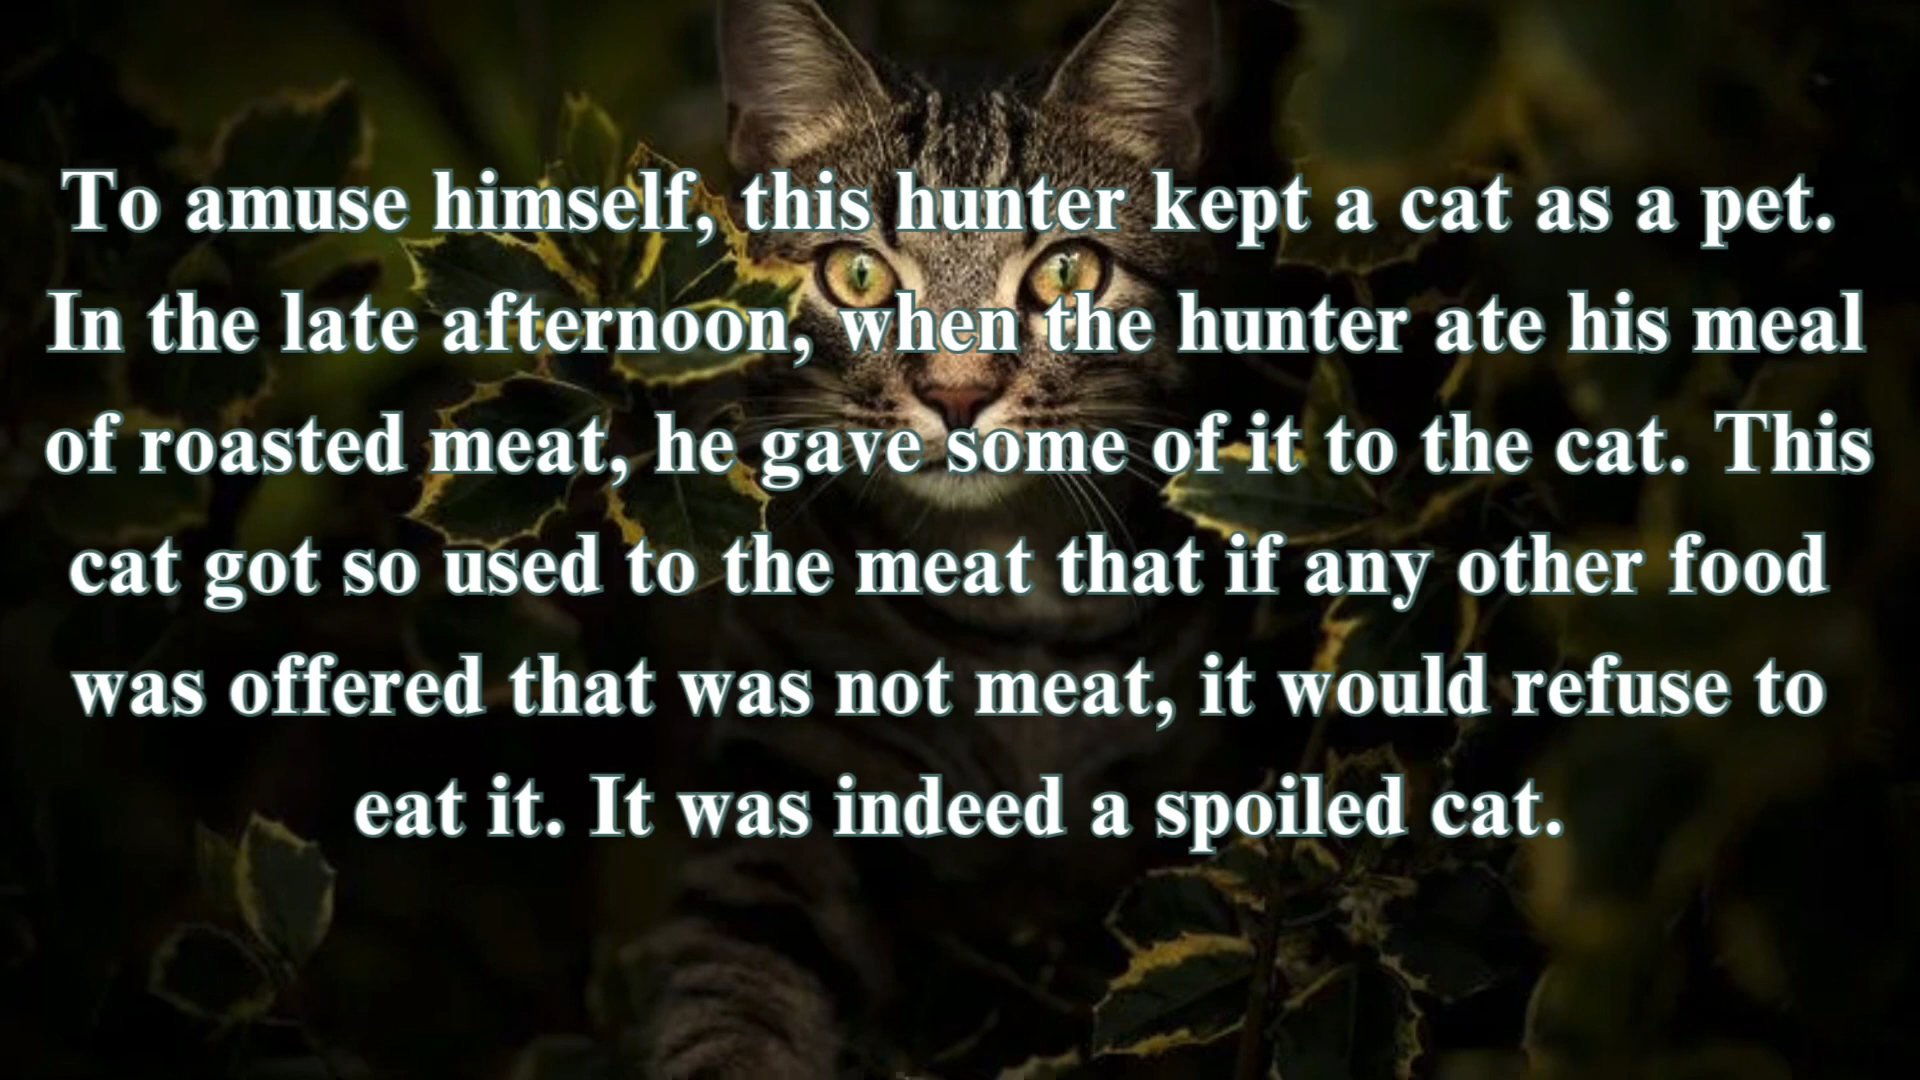 To amuse himself, this hunter kept a cat as a pet.
In the late afternoon, when the hunter ate his meal
of roasted meat, he gave some of it to the cat. This
cat got so used to the meat that if any other food
was offered that was not meat, it would refuse to
eat it. It was indeed a spoiled cat.